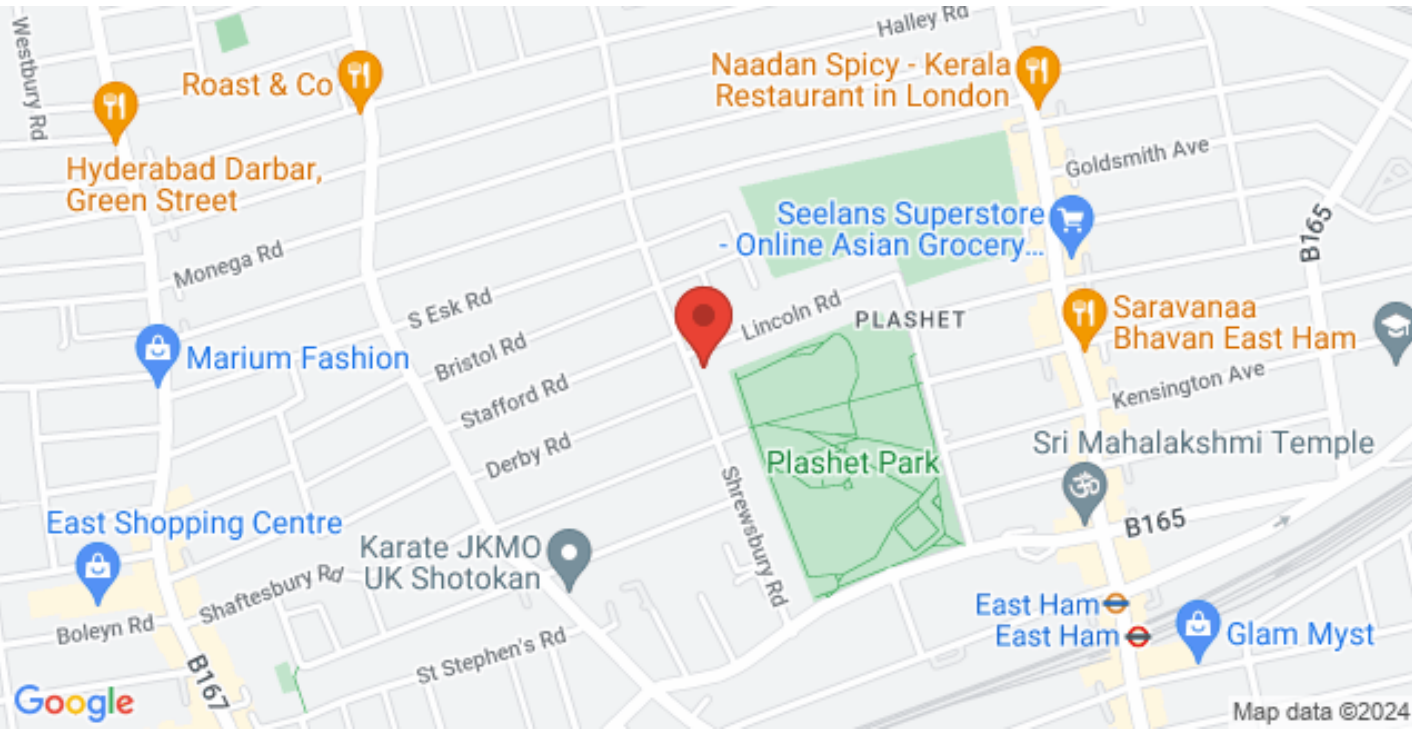 Westbury Rd
Halley Rd
Roast & Co
Naadan Spicy - Kerala
Restaurant in London
Hyderabad Darbar,
Green Street
Goldsmith Ave
Seelans Superstore
- Online Asian Grocery...
B165
Monega Rd
S Esk Rd
Lincoln Rd
PLASHET
Saravanaa
Bhavan East Ham
Marium Fashion
Bristol Rd
Stafford Rd
Kensington Ave
Derby Rd
Plashet Park
Sri Mahalakshmi Temple
ॐ
Shrewsbury Rd
East Shopping Centre
B165
Karate JKMO
UK Shotokan
Shaftesbury Rd
Boleyn Rd
East Ham
East Ham
Glam Myst
St Stephen's Rd
B167
Google
Map data ©2024